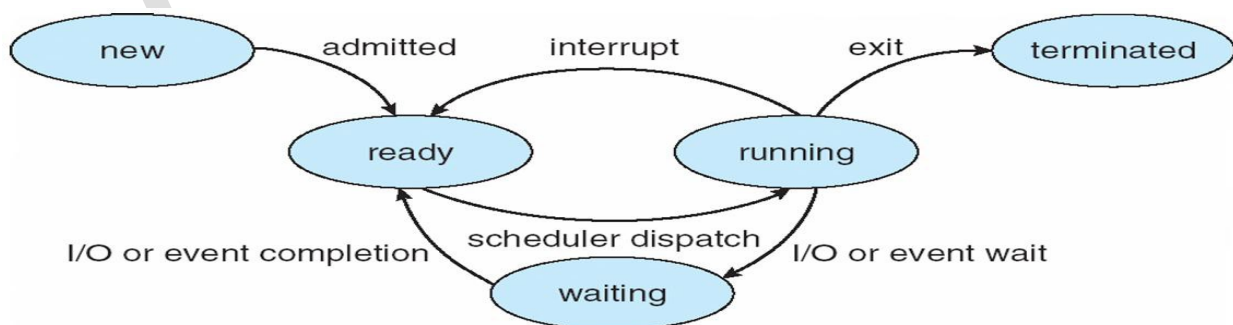 new
admitted
interrupt
exit
terminated
ready
running
I/O or event completion
scheduler dispatch
I/O or event wait
waiting